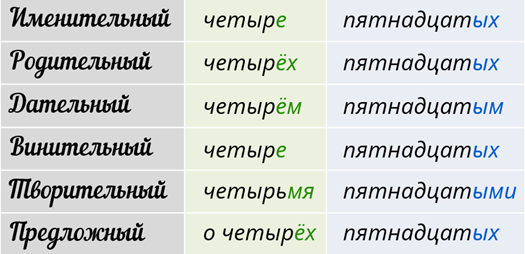 Именительный четыре пятнадцатых
Родительный четырёх пятнадцатых
Дательный четырём пятнадцатым
Винительный четыре пятнадцатых
Творительный четырьмя пятнадцатыми
Предложный о четырёх пятнадцатых